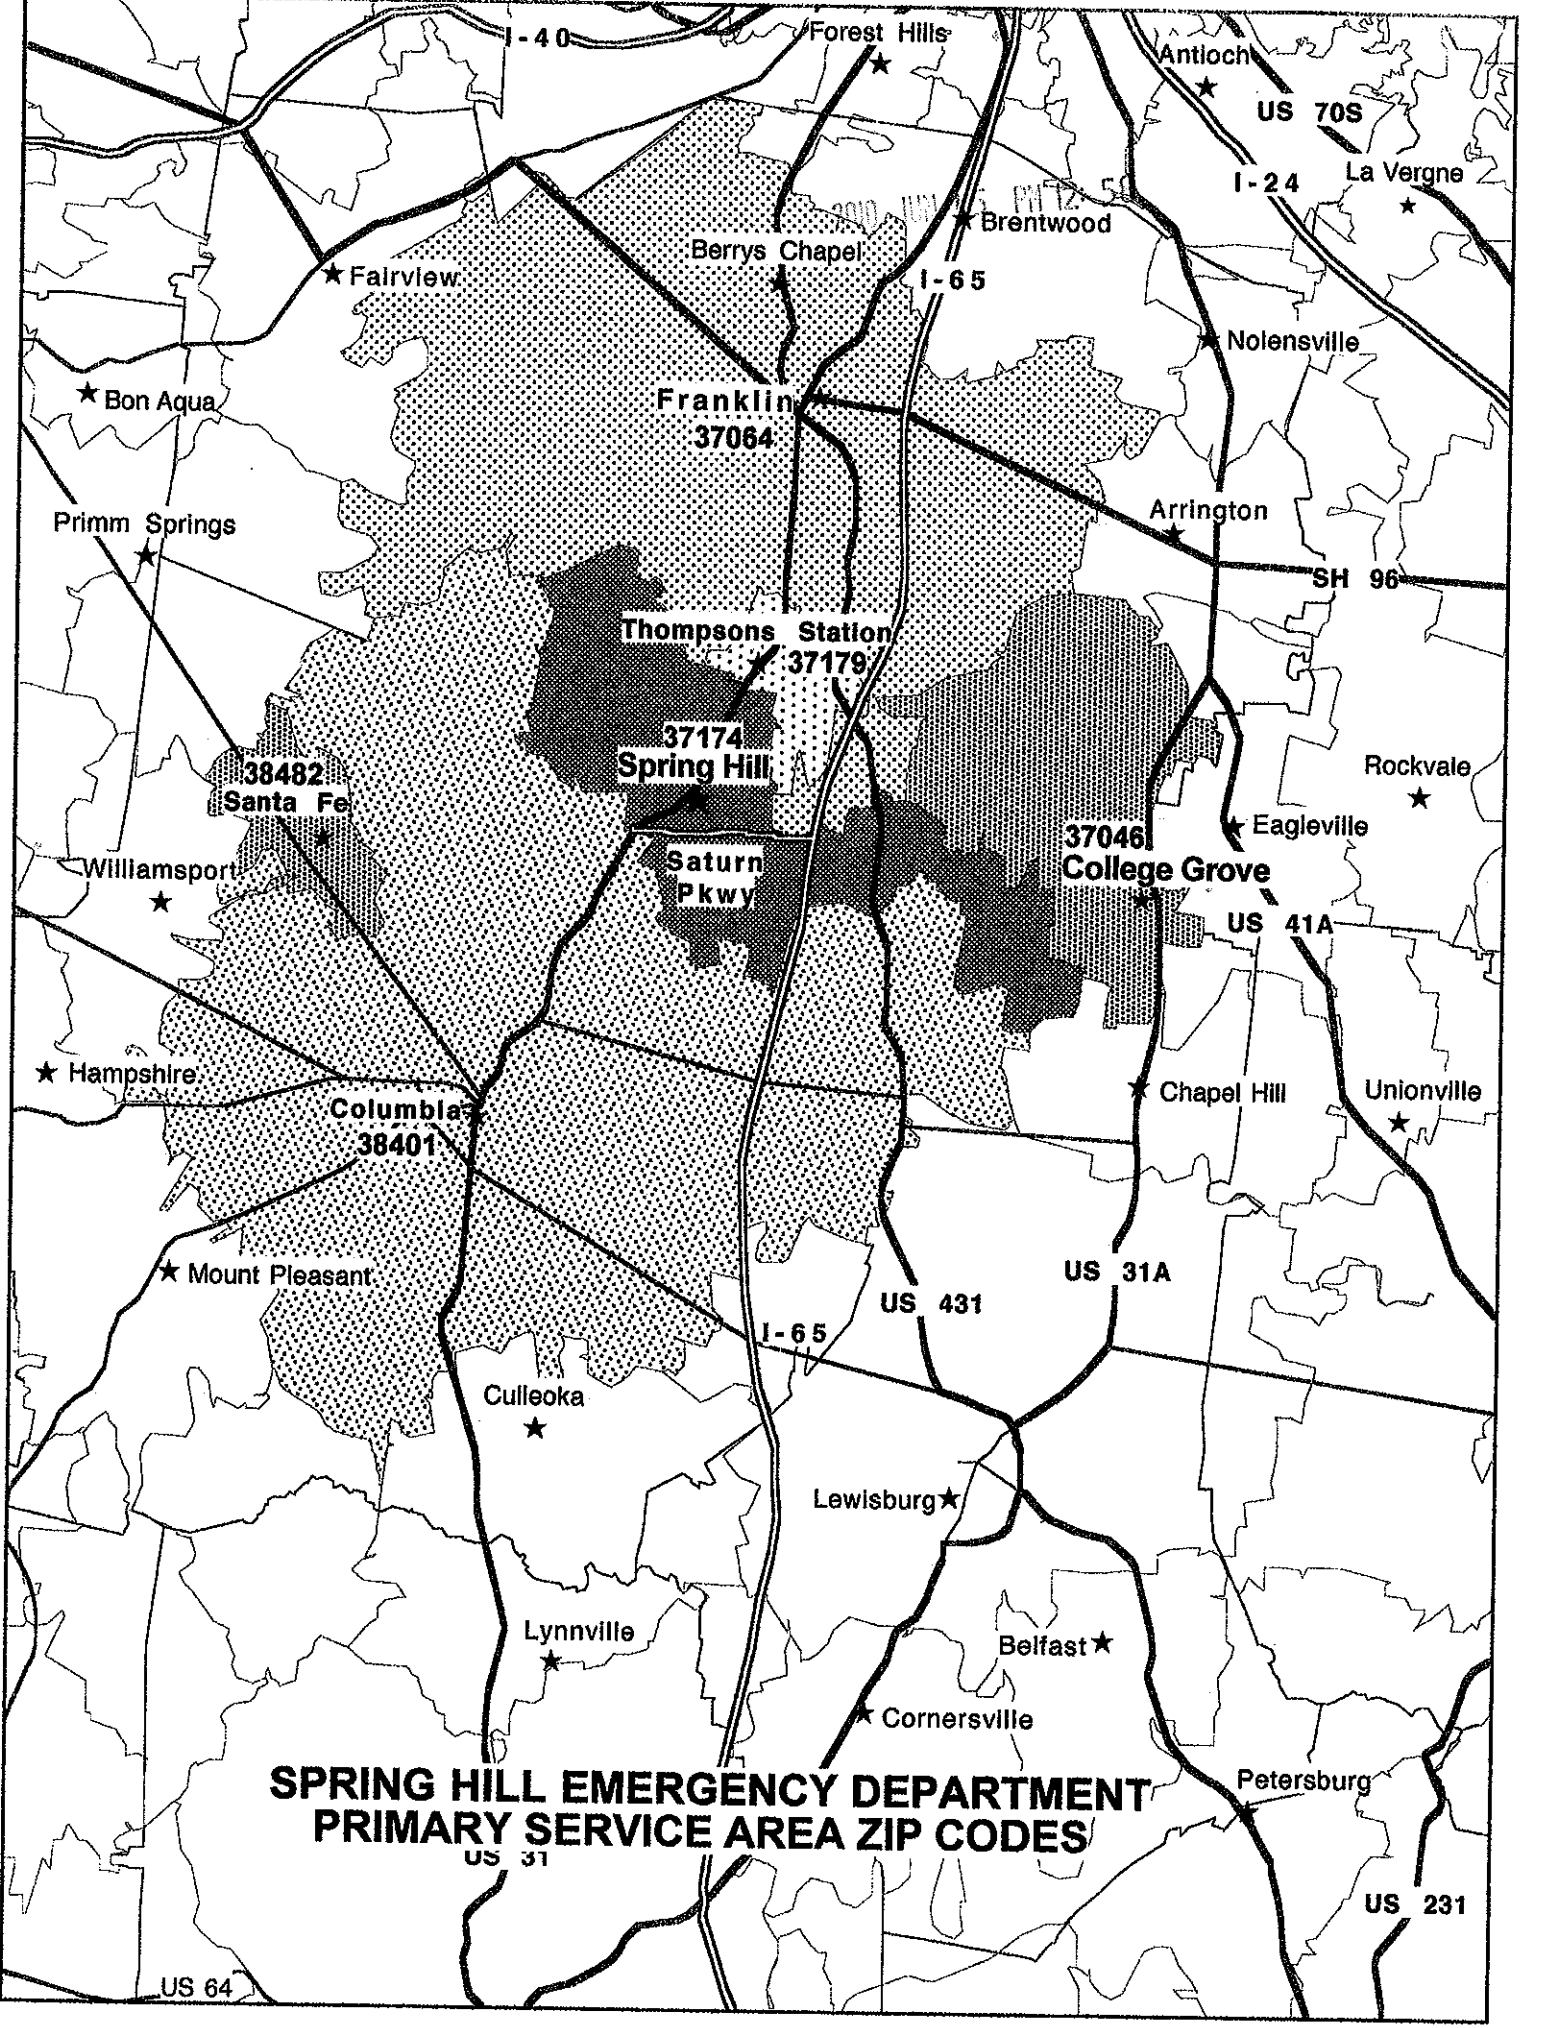 I-40
Forest Hills
Antioch
US 70S
La Vergne
I-24
2010 JUN PM 12:
Brentwood
Berrys Chapel
I-65
Fairview
Nolensville
Bon Aqua
Franklin
37064
Arrington
Primm Springs
SH 96
Thompsons Station
37179
37174
Spring Hill
38482
Santa Fe
Rockvale
Eagleville
37046
College Grove
Saturn
Pkwy
Williamsport
US 41A
Hampshire
Chapel Hill
Unionville
Columbia
38401
Mount Pleasant
US 31A
US 431
I-65
Culleoka
Lewisburg
Lynnville
Belfast
Cornersville
SPRING HILL EMERGENCY DEPARTMENT
PRIMARY SERVICE AREA ZIP CODES
Petersburg
US 31
US 231
US 64